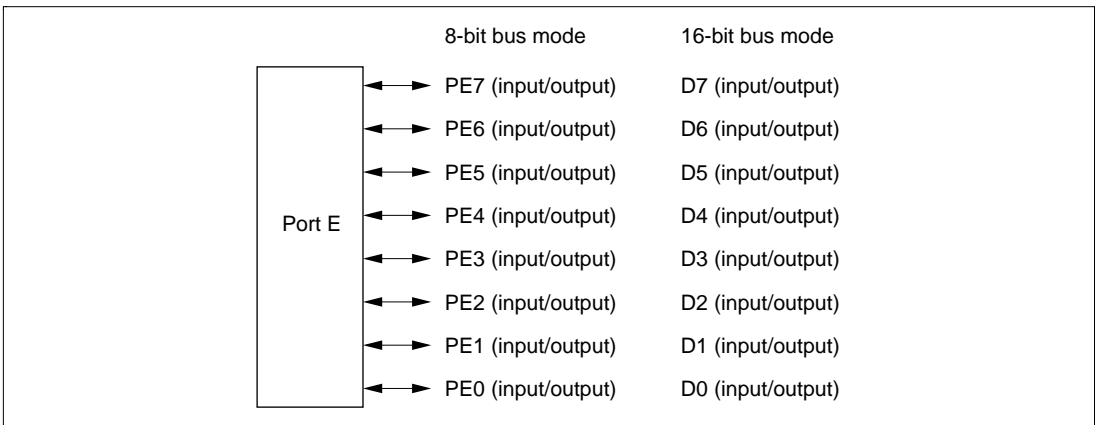 8-bit bus mode 16-bit bus mode
PE7 (input/output) D7 (input/output)
PE6 (input/output) D6 (input/output)
PE5 (input/output) D5 (input/output)
Port E PE4 (input/output) D4 (input/output)
PE3 (input/output) D3 (input/output)
PE2 (input/output) D2 (input/output)
PE1 (input/output) D1 (input/output)
PE0 (input/output) D0 (input/output)